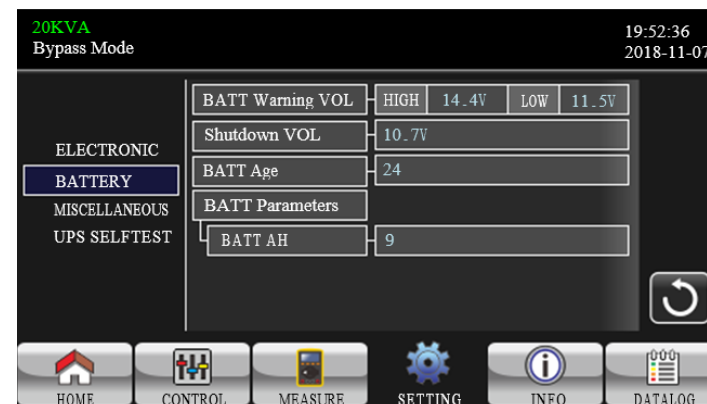 20KVA
19:52:36
Bypass Mode
2018-11-07
BATT Warning VOL HIGH 14.4V LOW 11.5V
Shutdown VOL 10.7V
ELECTRONIC
BATT Age 24
BATTERY
MISCELLANEOUS
BATT Parameters
UPS SELFTEST
BATT AH 9
HOME CONTROL MEASURE SETTING INFO DATALOG